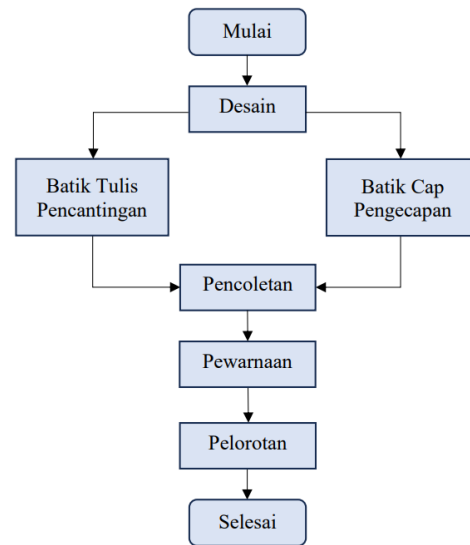 Mulai
Desain
Batik Tulis
Pencantingan
Batik Cap
Pengecapan
Pencoletan
Pewarnaan
Pelorotan
Selesai